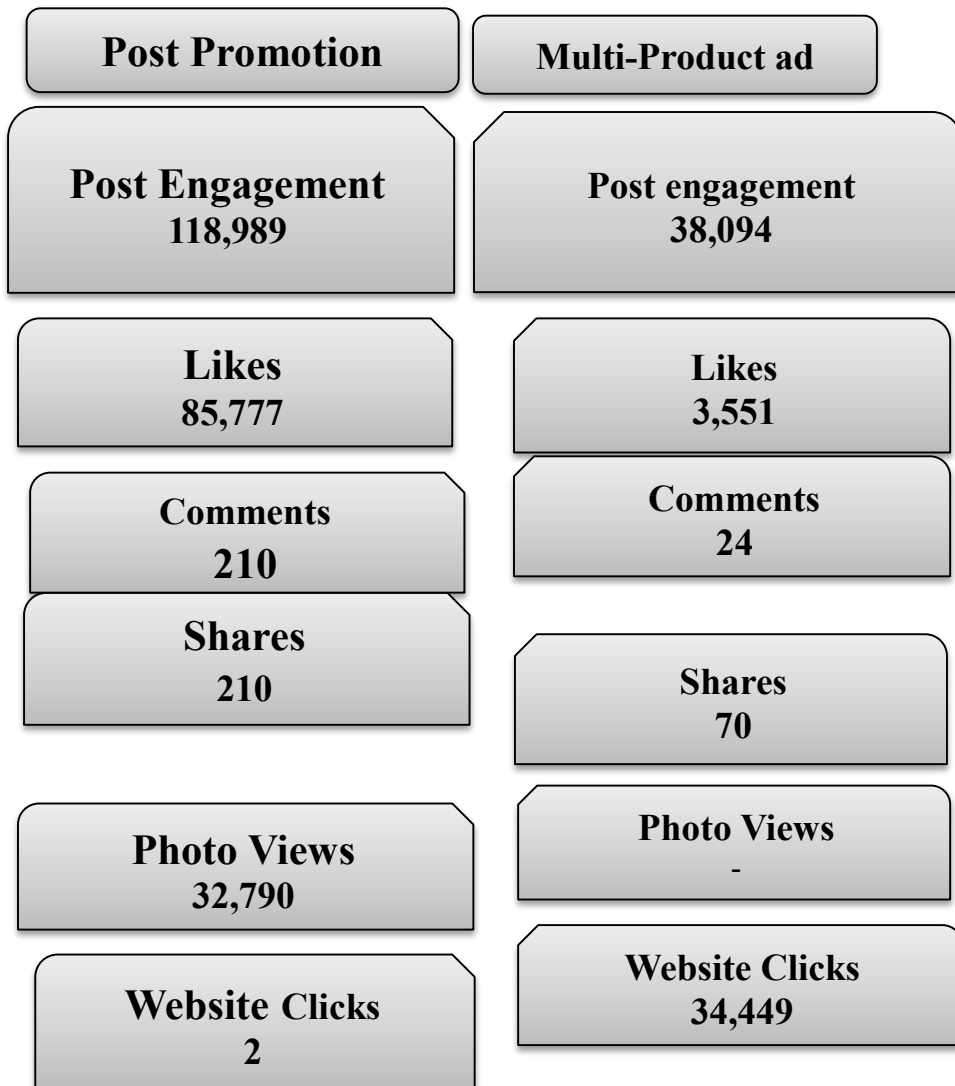 Post Promotion
Multi-Product ad
Post Engagement
118,989
Post engagement
38,094
Likes
85,777
Likes
3,551
Comments
210
Comments
24
Shares
210
Shares
70
Photo Views
32,790
Photo Views
-
Website Clicks
2
Website Clicks
34,449